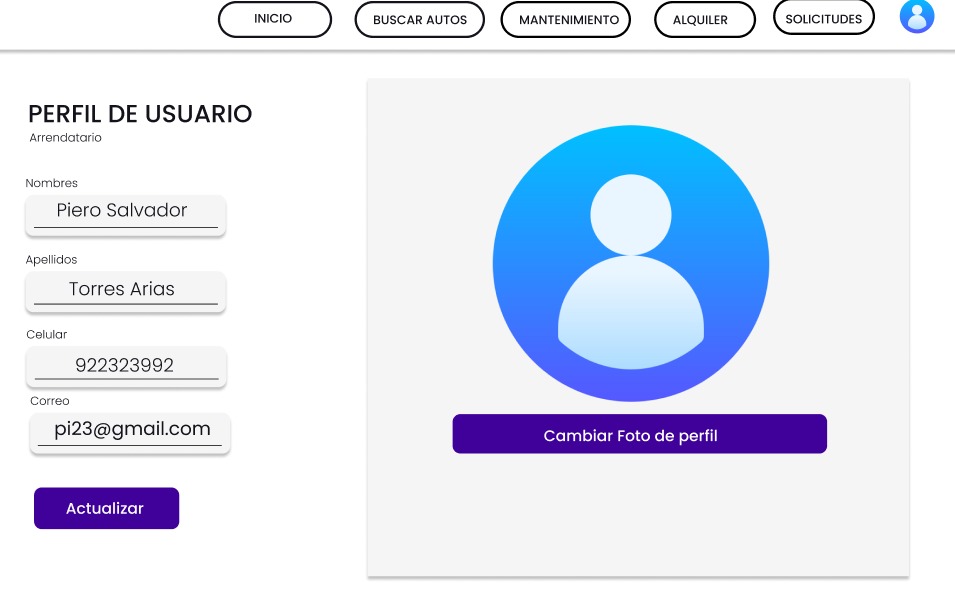 INICIO
BUSCAR AUTOS
MANTENIMIENTO
ALQUILER
SOLICITUDES
PERFIL DE USUARIO
Arrendatario
Nombres
Piero Salvador
Apellidos
Torres Arias
Celular
922323992
Correo
pi23@gmail.com
Actualizar
Cambiar Foto de perfil